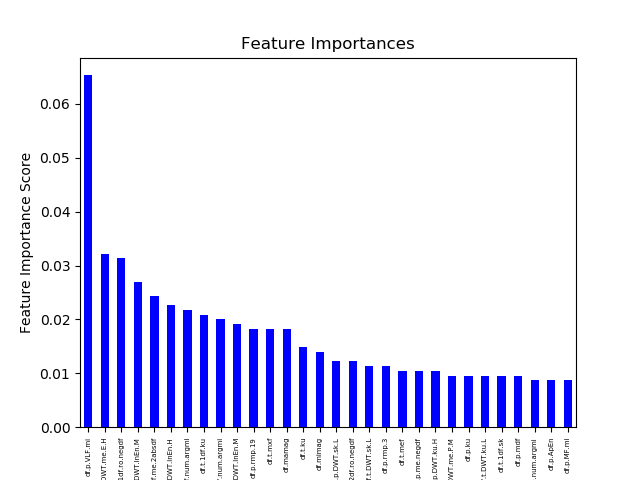 Feature Importances
Feature Importance Score
0.06
0.05
0.04
0.03
0.02
0.01
0.00
df.p.VLF.mi
DWT.me.E.H
1df.ro.negdf
DWT.InEn.M
f.me.2absdf
DWT.InEn.H
.num.argmi
df.t.1df.ku
.num.argmi
DWT.InEn.M
df.p.rmp.19
df.t.mxf
df.mamag
df.t.ku
df.mimag
.p.DWT.sk.L
2df.ro.negdf
f.t.DWT.sk.L
df.p.rmp.3
df.t.mef
.p.me.negdf
.p.DWT.ku.H
DWT.me.P.M
df.p.ku
f.t.DWT.ku.L
df.t.1df.sk
df.p.mdf
.num.argmi
df.p.ApEn
df.p.MF.mi